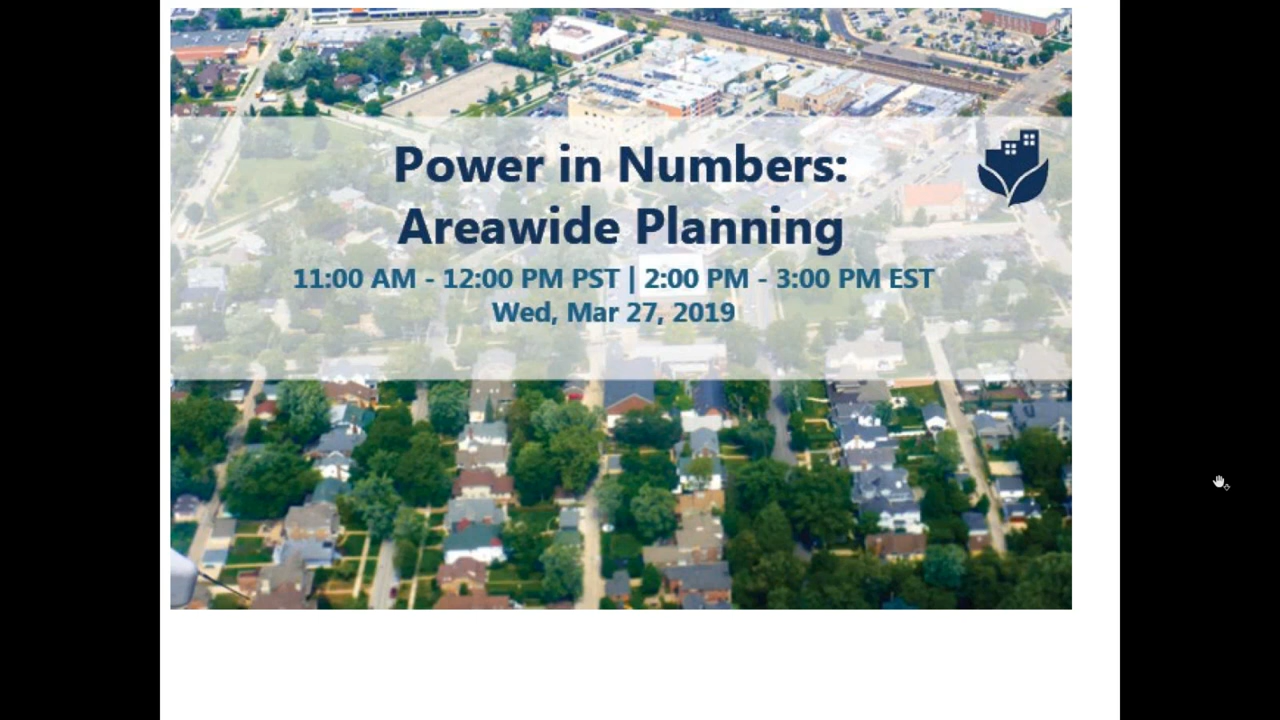 Power in Numbers:
Areawide Planning
11:00 AM - 12:00 PM PST | 2:00 PM - 3:00 PM EST
Wed, Mar 27, 2019